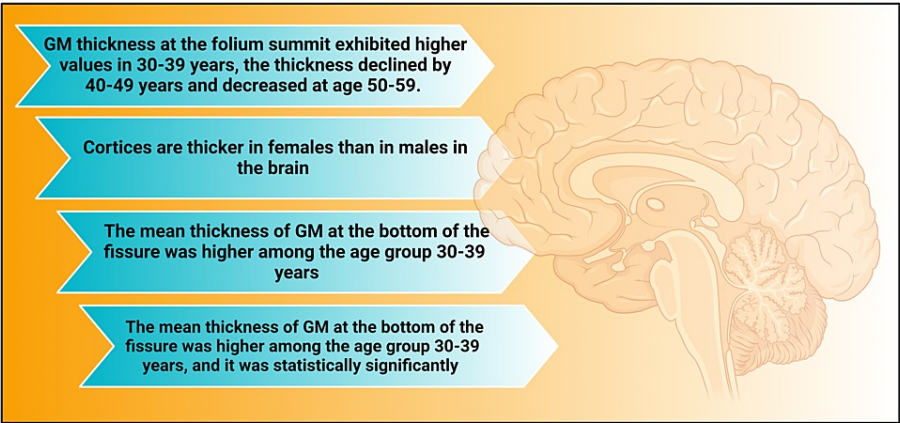 GM thickness at the folium summit exhibited higher
values in 30-39 years, the thickness declined by
40-49 years and decreased at age 50-59.
Cortices are thicker in females than in males in
the brain
The mean thickness of GM at the bottom of the
fissure was higher among the age group 30-39
years
The mean thickness of GM at the bottom of the
fissure was higher among the age group 30-39
years, and it was statistically significantly